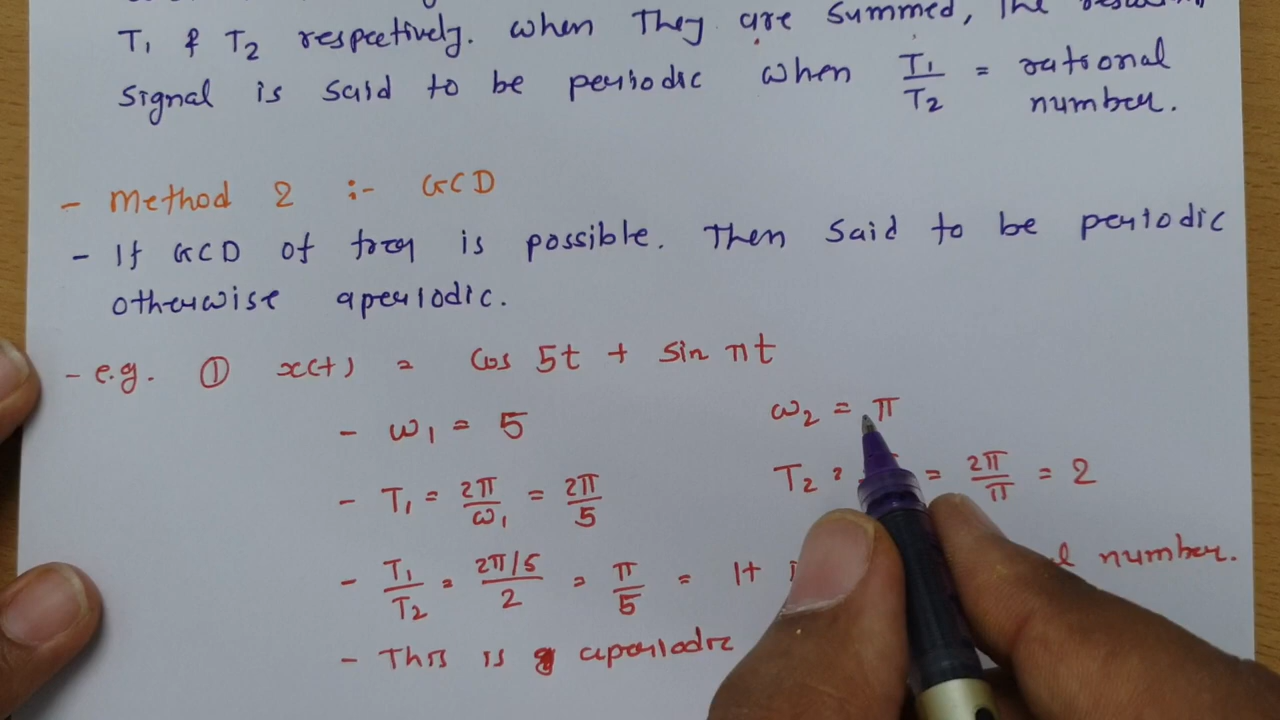 T₁ & T₂ respectively. When They are summed, The
signal is said to be periodic when T₁/T₂ = rational number.
- Method 2 :- GCD
- If GCD of freq is possible. Then said to be periodic
otherwise aperiodic.
- e.g. ① x(t) = cos 5t + sin πt
- ω₁ = 5 ω₂ = π
- T₁ = 2π/ω₁ = 2π/5 T₂ = = 2π/π = 2
- T₁/T₂ = 2π/5/2 = π/5 = It number.
- This is aperiodic